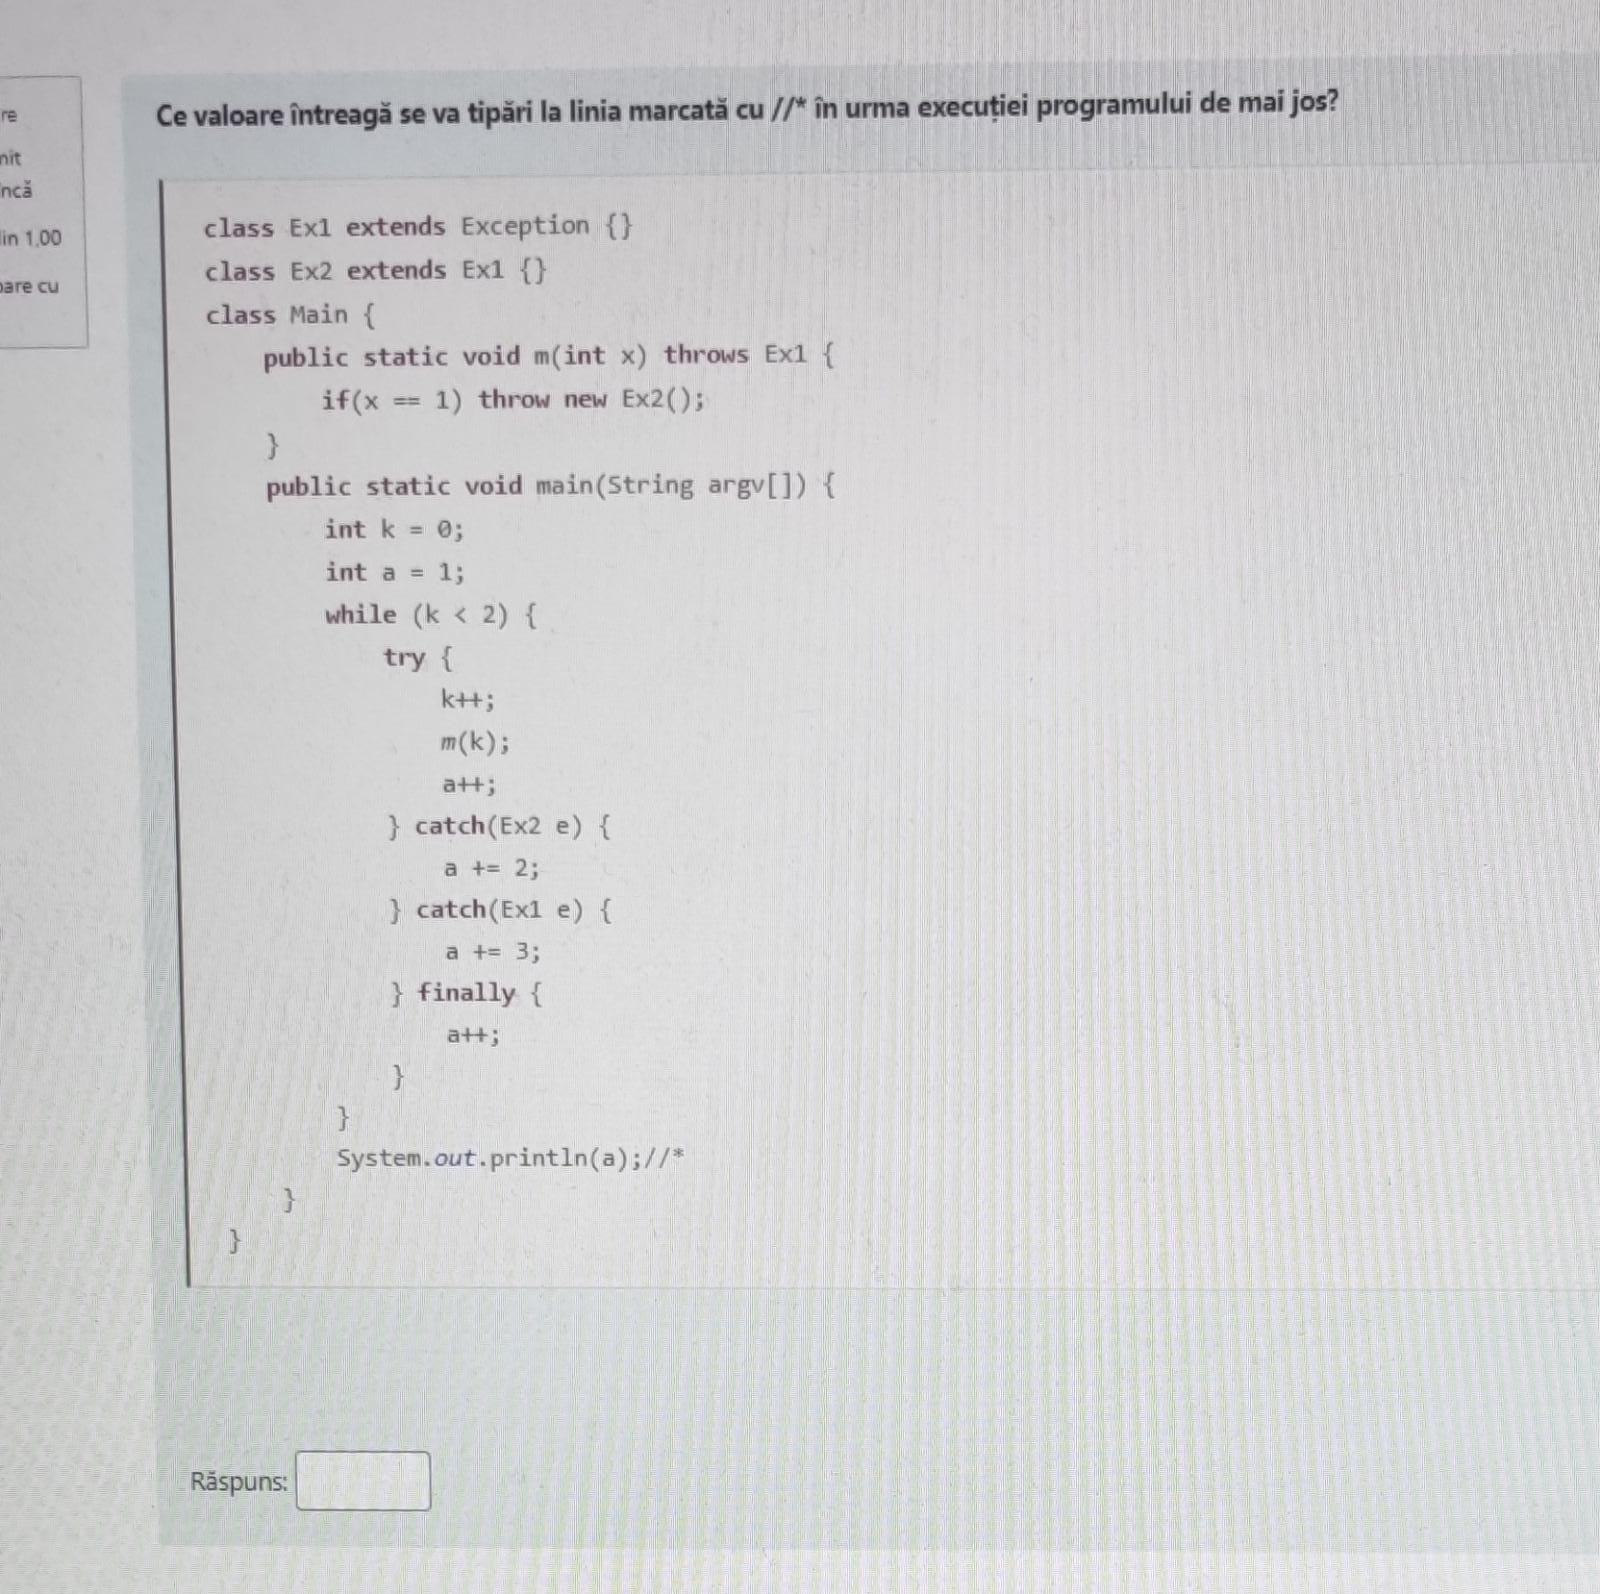 re
nit
încă
din 1,00
oare cu
Ce valoare întreagă se va tipări la linia marcată cu //* în urma execuției programului de mai jos?
class Ex1 extends Exception {}
class Ex2 extends Ex1 {}
class Main {
public static void m(int x) throws Ex1 {
if(x == 1) throw new Ex2();
}
public static void main(String argv[]) {
int k = 0;
int a = 1;
while (k < 2) {
try {
k++;
m(k);
a++;
} catch(Ex2 e) {
a += 2;
} catch(Ex1 e) {
a += 3;
} finally {
a++;
}
}
System.out.println(a);//*
}
}
Răspuns: